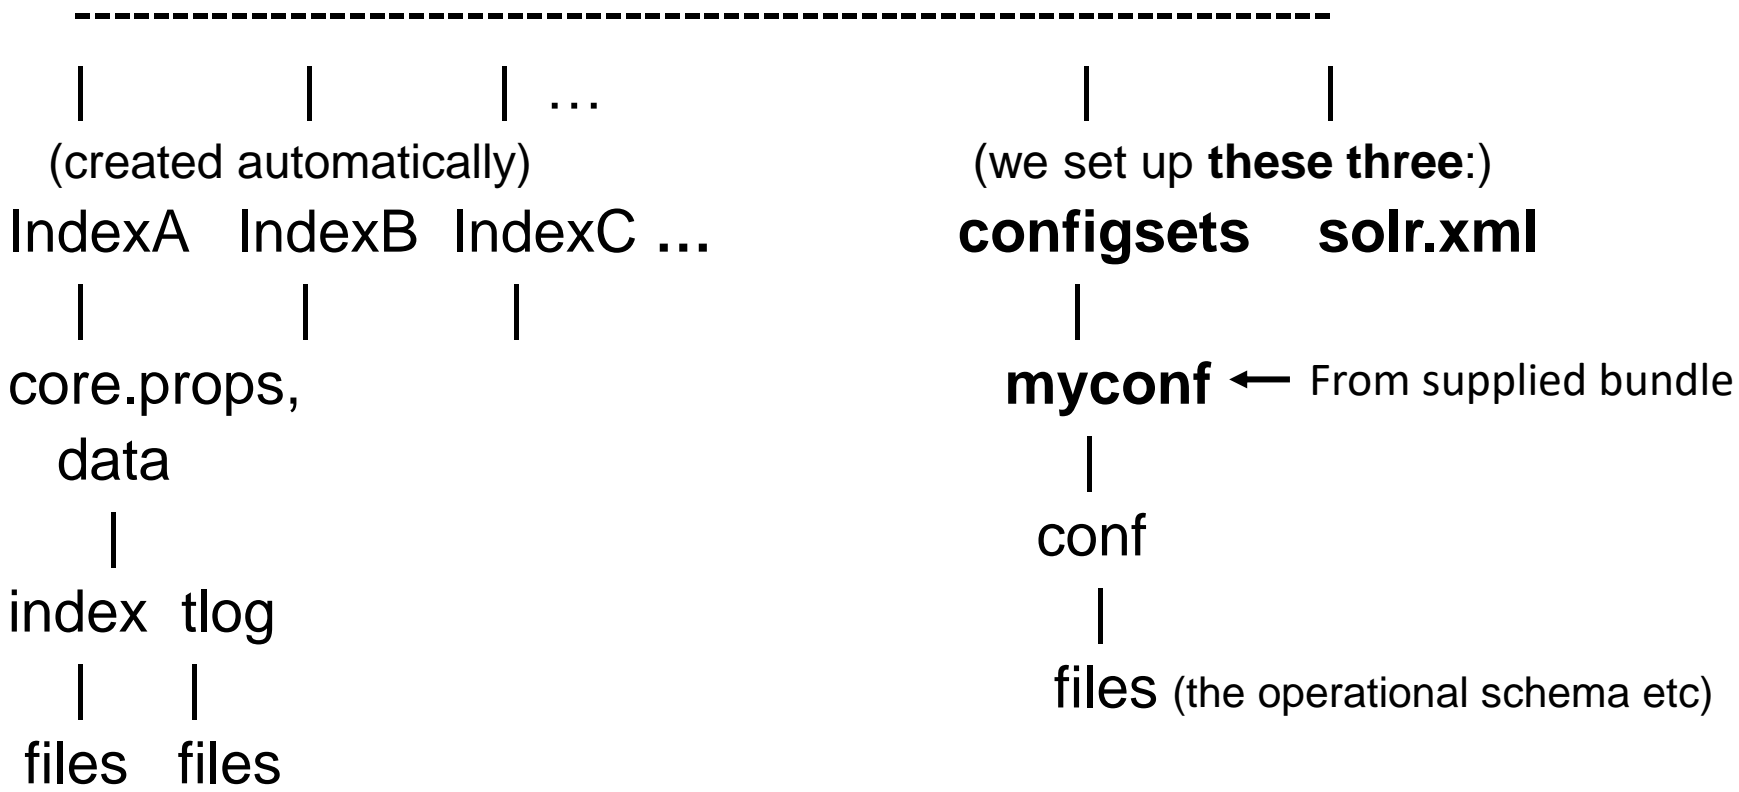 -----------------------------------------------------------------
| | | … | |
(created automatically) (we set up these three:)
IndexA IndexB IndexC … configsets solr.xml
| | | |
core.props, myconf ← From supplied bundle
data |
| conf
index tlog |
| | files (the operational schema etc)
files files